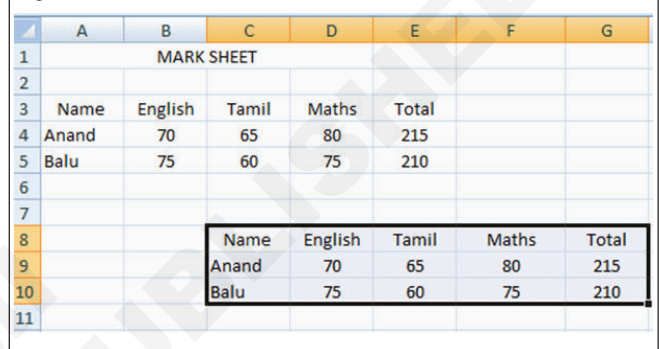 A B C D E F G
1 MARK SHEET
2
3 Name English Tamil Maths Total
4 Anand 70 65 80 215
5 Balu 75 60 75 210
6
7
8 Name English Tamil Maths Total
9 Anand 70 65 80 215
10 Balu 75 60 75 210
11